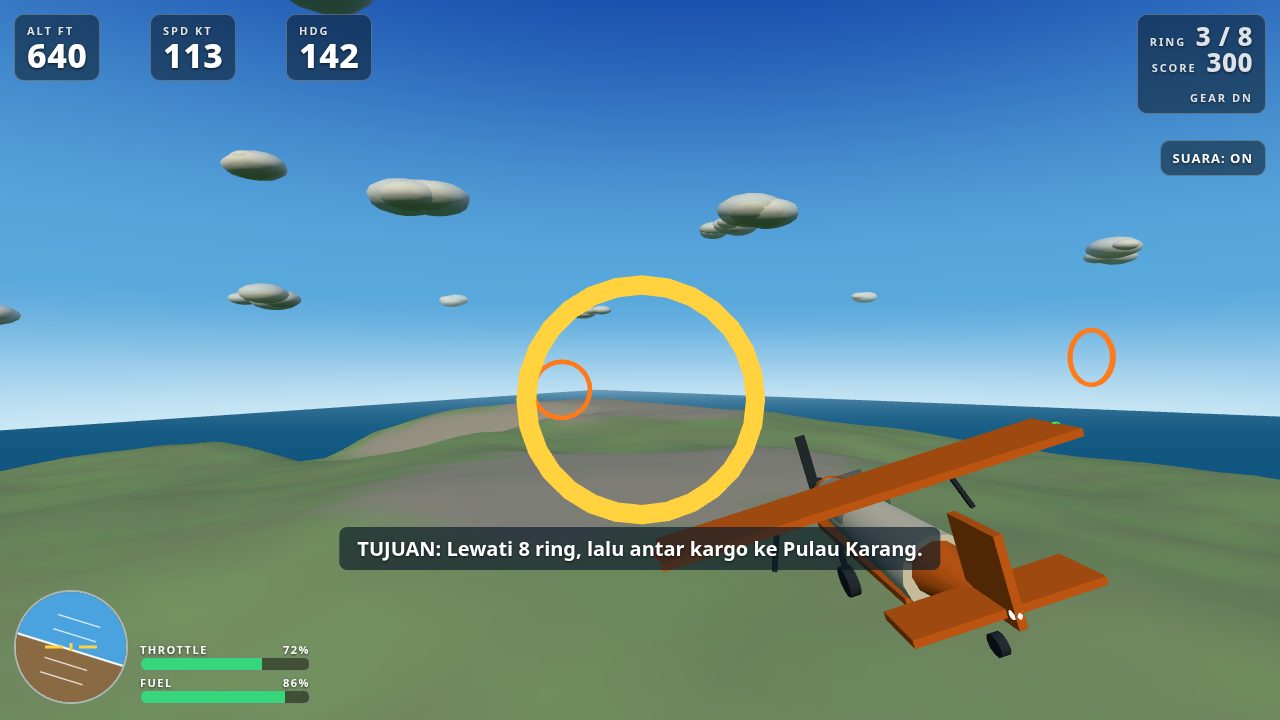 ALT FT
640
SPD KT
113
HDG
142
RING 3 / 8
SCORE 300
GEAR DN
SUARA: ON
TUJUAN: Lewati 8 ring, lalu antar kargo ke Pulau Karang.
THROTTLE 72%
FUEL 86%